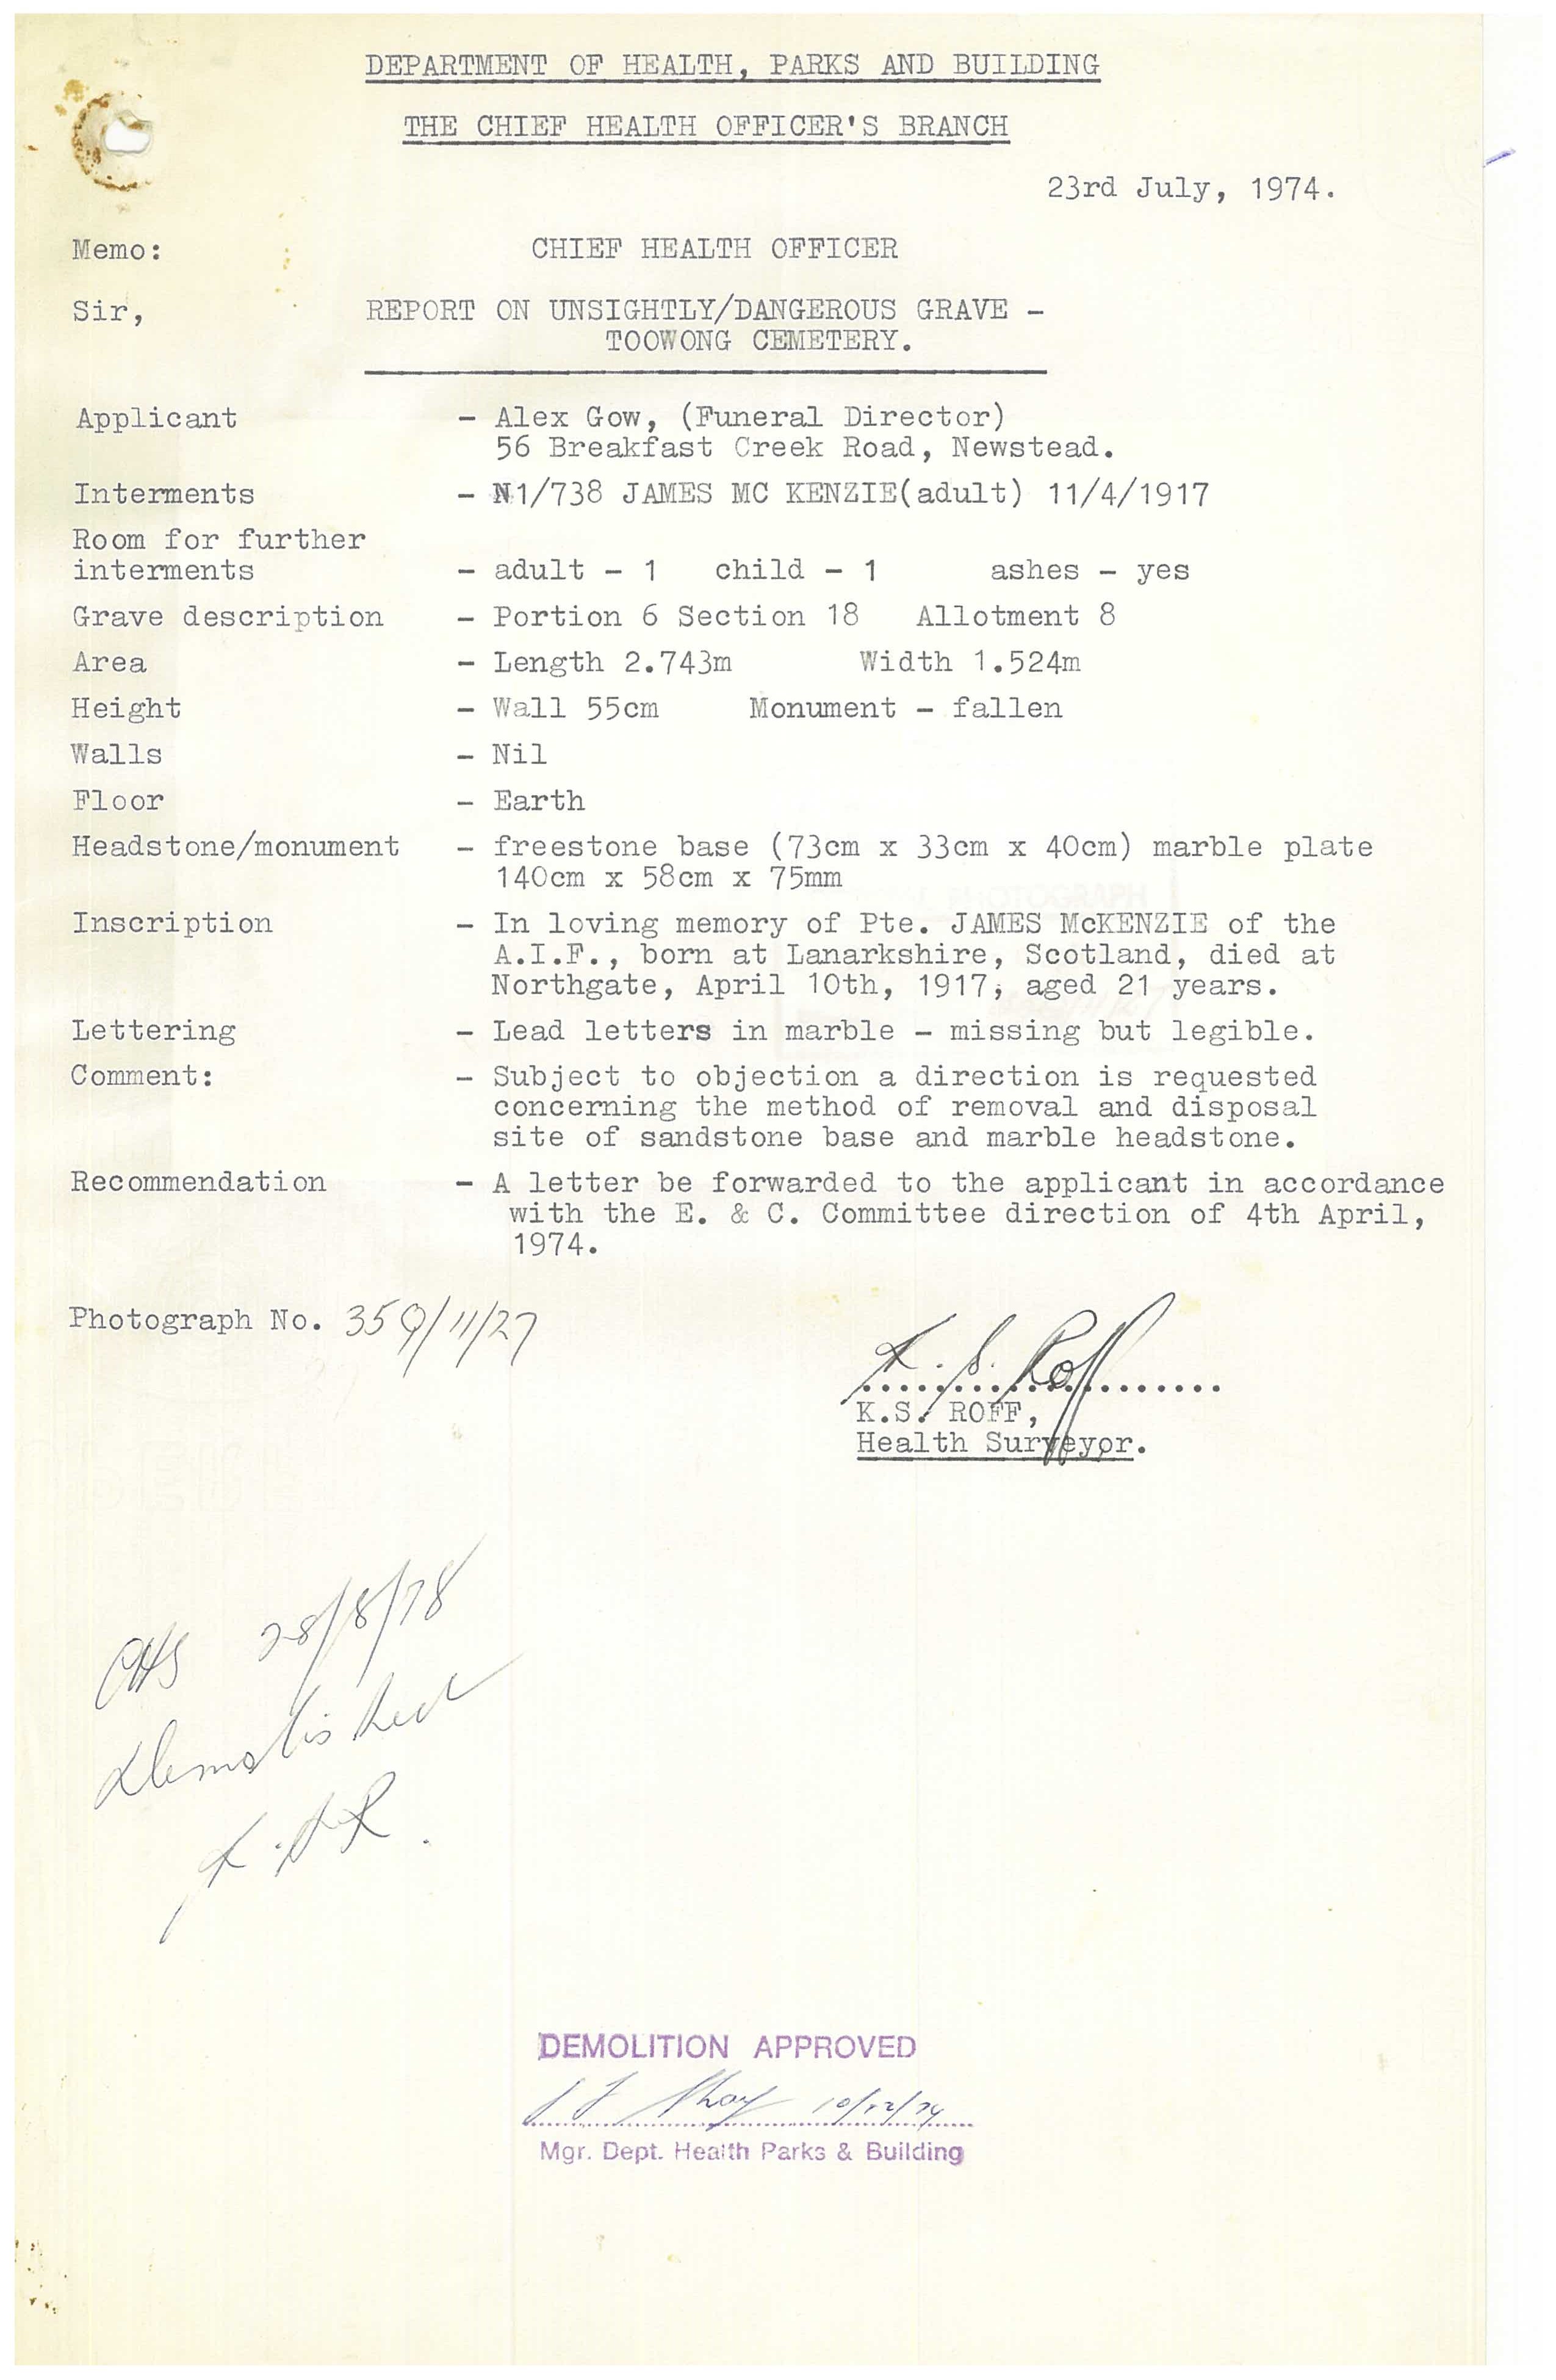 DEPARTMENT OF HEALTH, PARKS AND BUILDING
THE CHIEF HEALTH OFFICER'S BRANCH
23rd July, 1974.
Memo: CHIEF HEALTH OFFICER
Sir, REPORT ON UNSIGHTLY/DANGEROUS GRAVE -
TOOWONG CEMETERY.
Applicant - Alex Gow, (Funeral Director)
56 Breakfast Creek Road, Newstead.
Interments - N1/738 JAMES MC KENZIE(adult) 11/4/1917
Room for further
interments - adult - 1 child - 1 ashes - yes
Grave description - Portion 6 Section 18 Allotment 8
Area - Length 2.743m Width 1.524m
Height - Wall 55cm Monument - fallen
Walls - Nil
Floor - Earth
Headstone/monument - freestone base (73cm x 33cm x 40cm) marble plate
140cm x 58cm x 75mm
Inscription - In loving memory of Pte. JAMES McKENZIE of the
A.I.F., born at Lanarkshire, Scotland, died at
Northgate, April 10th, 1917, aged 21 years.
Lettering - Lead letters in marble - missing but legible.
Comment: - Subject to objection a direction is requested
concerning the method of removal and disposal
site of sandstone base and marble headstone.
Recommendation - A letter be forwarded to the applicant in accordance
with the E. & C. Committee direction of 4th April,
1974.
Photograph No. 359/11/27
K. S. Roff
K.S. ROFF,
Health Surveyor.
CHS 28/8/78
Demolished
K.S.R.
DEMOLITION APPROVED
10/12/74
Mgr. Dept. Health Parks & Building